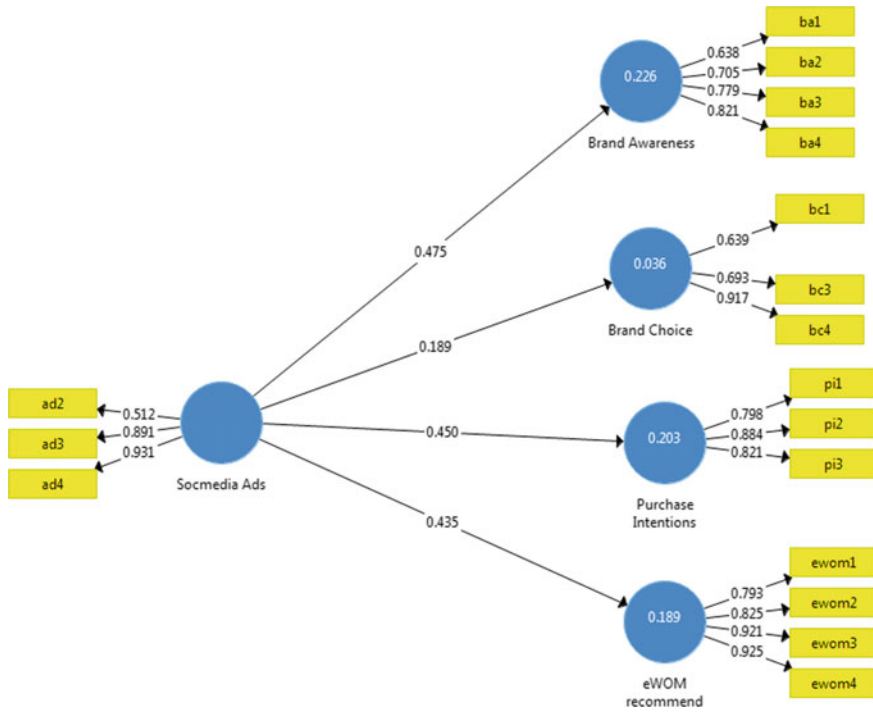 ba1
0.638
ba2
0.226
0.705
0.779
ba3
0.821
ba4
Brand Awareness
bc1
0.475
0.639
0.036
0.693
bc3
0.917
bc4
Brand Choice
0.189
ad2
0.512
ad3
0.891
0.931
ad4
Socmedia Ads
0.450
pi1
0.798
pi2
0.203
0.884
0.821
pi3
Purchase
Intentions
0.435
ewom1
0.793
ewom2
0.189
0.825
0.921
ewom3
0.925
ewom4
eWOM
recommend